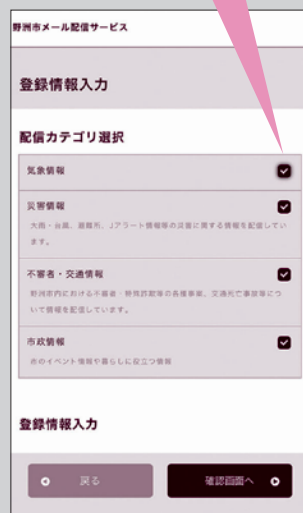 野洲市メール配信サービス
登録情報入力
配信カテゴリ選択
気象情報
災害情報
大雨・台風、避難所、Jアラート情報等の災害に関する情報を配信してい
ます。
不審者・交通情報
野洲市内における不審者・特殊詐欺等の各種事案、交通死亡事故等につ
いて情報を配信しています。
市政情報
市のイベント情報や暮らしに役立つ情報
登録情報入力
戻る
確認画面へ